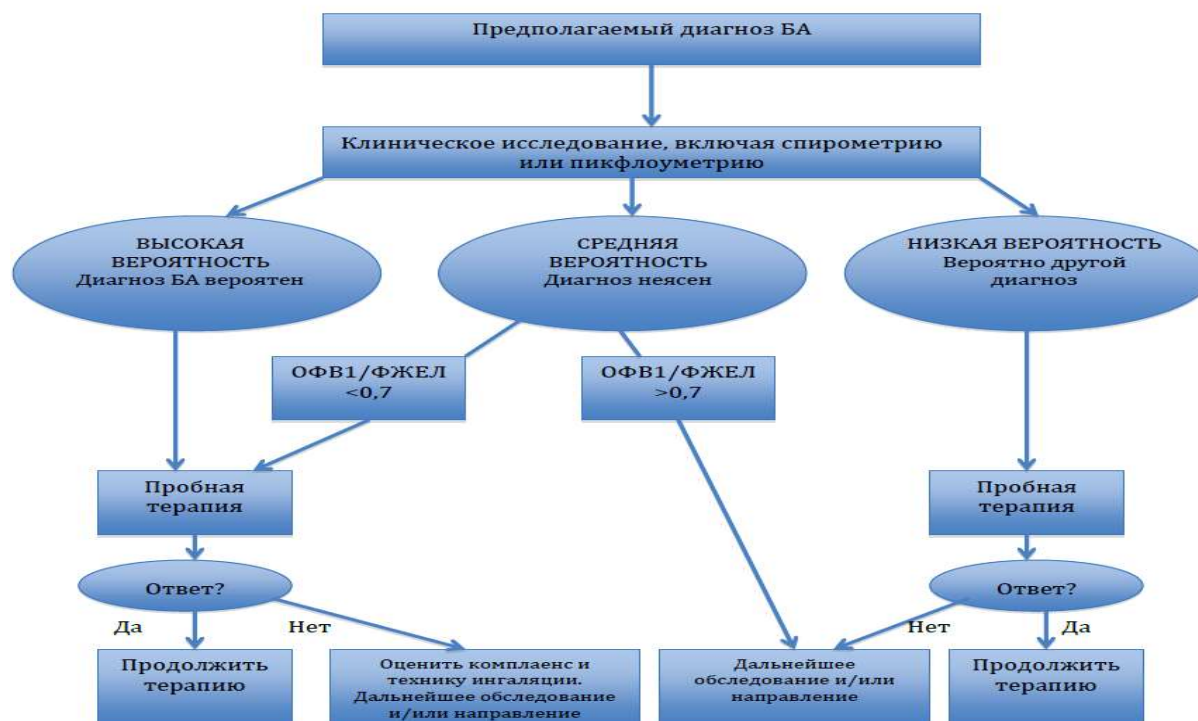 Предполагаемый диагноз БА
Клиническое исследование, включая спирометрию
или пикфлоуметрию
ВЫСОКАЯ
ВЕРОЯТНОСТЬ
Диагноз БА вероятен
СРЕДНЯЯ
ВЕРОЯТНОСТЬ
Диагноз неясен
НИЗКАЯ ВЕРОЯТНОСТЬ
Вероятно другой
диагноз
ОФВ1/ФЖЕЛ
<0,7
ОФВ1/ФЖЕЛ
>0,7
Пробная
терапия
Пробная
терапия
Ответ?
Ответ?
Да
Нет
Нет
Да
Продолжить
терапию
Оценить комплаенс и
технику ингаляции.
Дальнейшее обследование
и/или направление
Дальнейшее
обследование и/или
направление
Продолжить
терапию